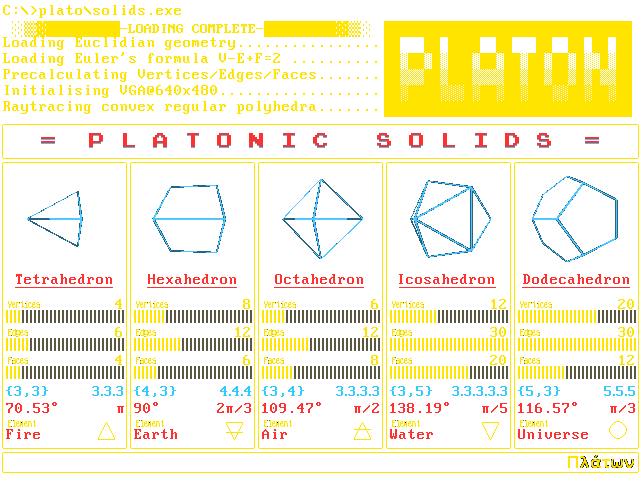 C:\>plato\solids.exe
-LOADING COMPLETE-
Loading Euclidian geometry................
Loading Euler's formula V-E+F=2
Precalculating Vertices/Edges/Faces.......
Initialising VGA@640x480..................
Raytracing convex regular polyhedra.......
PLATON
= PLATONIC SOLIDS =
Tetrahedron Hexahedron Octahedron Icosahedron Dodecahedron
Vertices 4 Vertices 8 Vertices 6 Vertices 12 Vertices 20
Edges 6 Edges 12 Edges 12 Edges 30 Edges 30
Faces 4 Faces 6 Faces 8 Faces 20 Faces 12
{3,3} 3.3.3 {4,3} 4.4.4 {3,4} 3.3.3.3 {3,5} 3.3.3.3.3 {5,3} 5.5.5
70.53° π 90° 2π/3 109.47° π/2 138.19° π/5 116.57° π/3
Element Element Element Element Element
Fire Earth Air Water Universe
Πλάτων